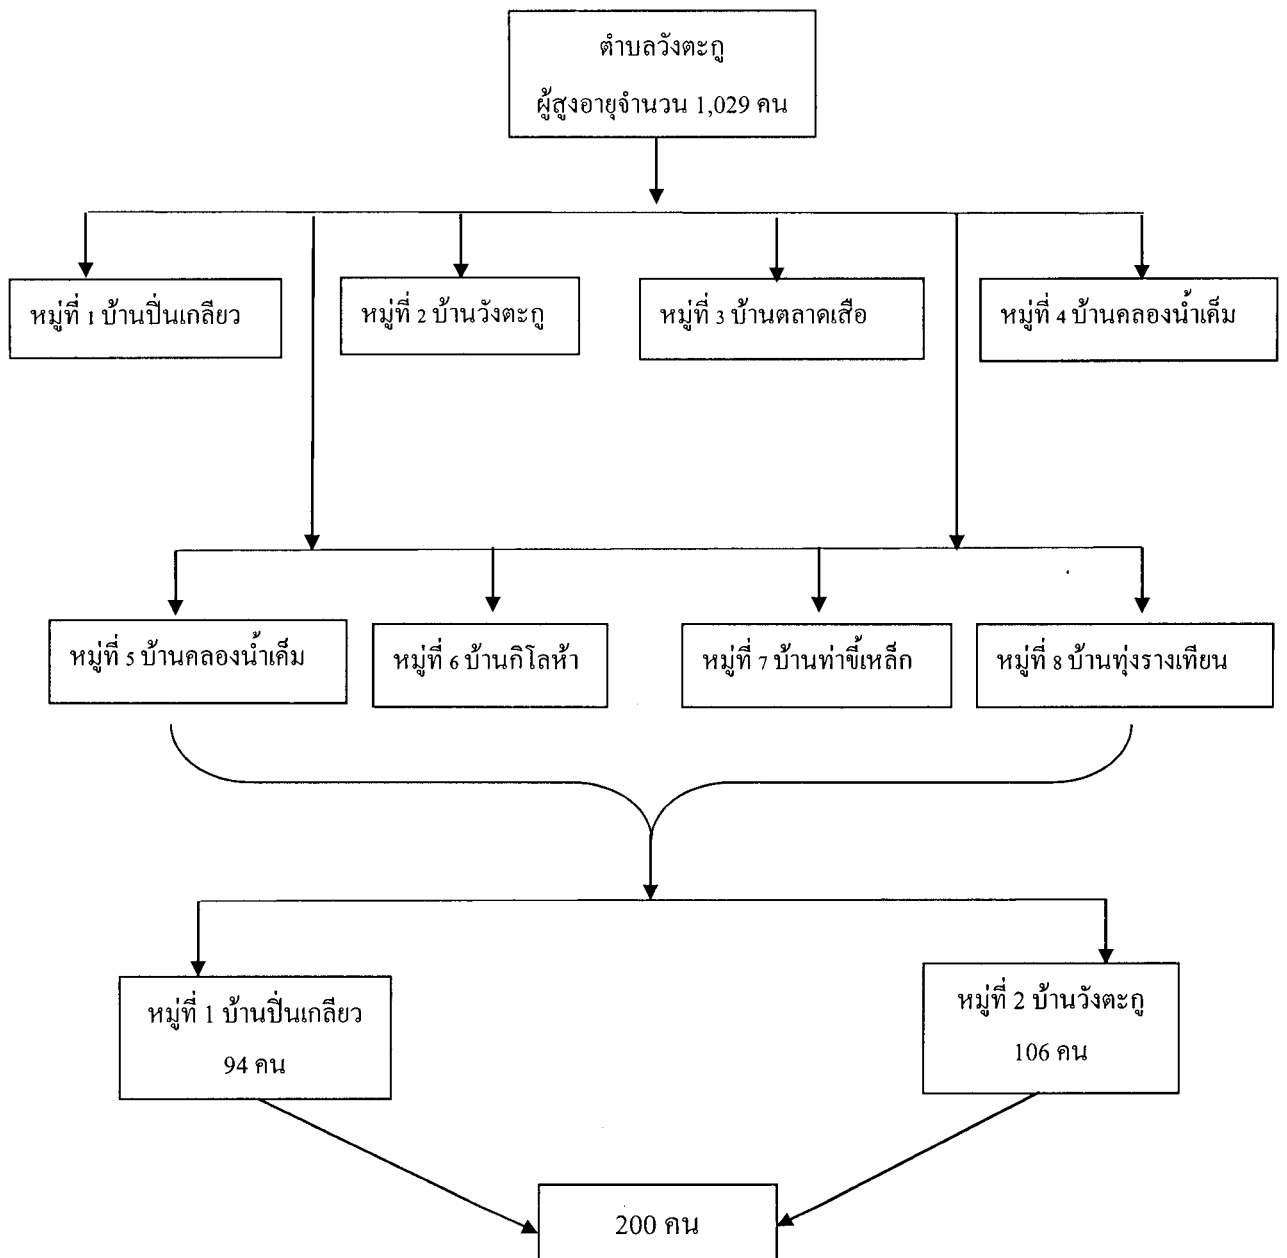 ตำบลวังตะกู
ผู้สูงอายุจำนวน 1,029 คน
หมู่ที่ 1 บ้านปิ่นเกลียว
หมู่ที่ 2 บ้านวังตะกู
หมู่ที่ 3 บ้านตลาดเสือ
หมู่ที่ 4 บ้านคลองน้ำเค็ม
หมู่ที่ 5 บ้านคลองน้ำเค็ม
หมู่ที่ 6 บ้านกิโลห้า
หมู่ที่ 7 บ้านท่าขี้เหล็ก
หมู่ที่ 8 บ้านทุ่งรางเทียน
หมู่ที่ 1 บ้านปิ่นเกลียว
94 คน
หมู่ที่ 2 บ้านวังตะกู
106 คน
200 คน